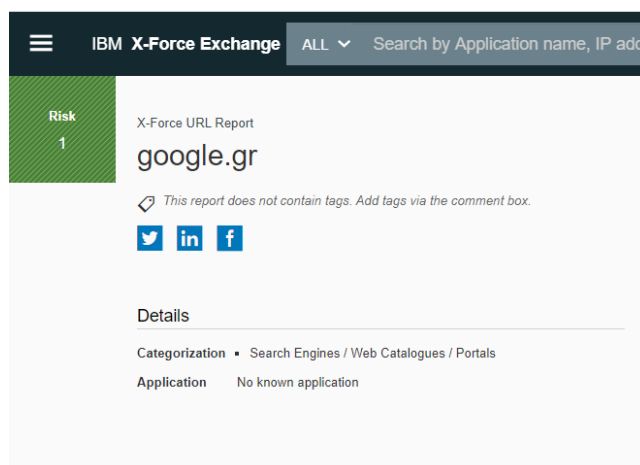 IBM X-Force Exchange ALL Search by Application name, IP add
Risk
1
X-Force URL Report
google.gr
This report does not contain tags. Add tags via the comment box.
Details
Categorization ▪ Search Engines / Web Catalogues / Portals
Application No known application